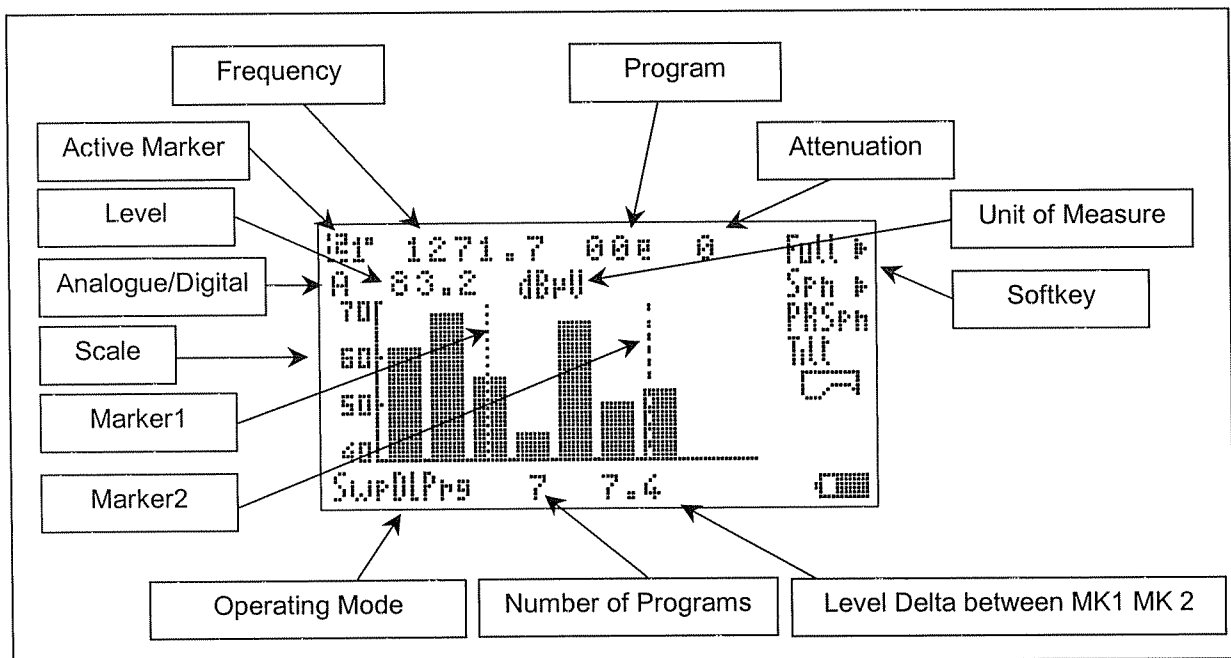 Frequency
Program
Active Marker
Attenuation
Level
Unit of Measure
1271.7 00e 0 Full
Analogue/Digital
A 83.2 dBµV Sph
Softkey
70 PRSph
Scale
60 Tilt
Marker1
50
40
Marker2
SwpDLPrg 7 7.4
Operating Mode
Number of Programs
Level Delta between MK1 MK 2